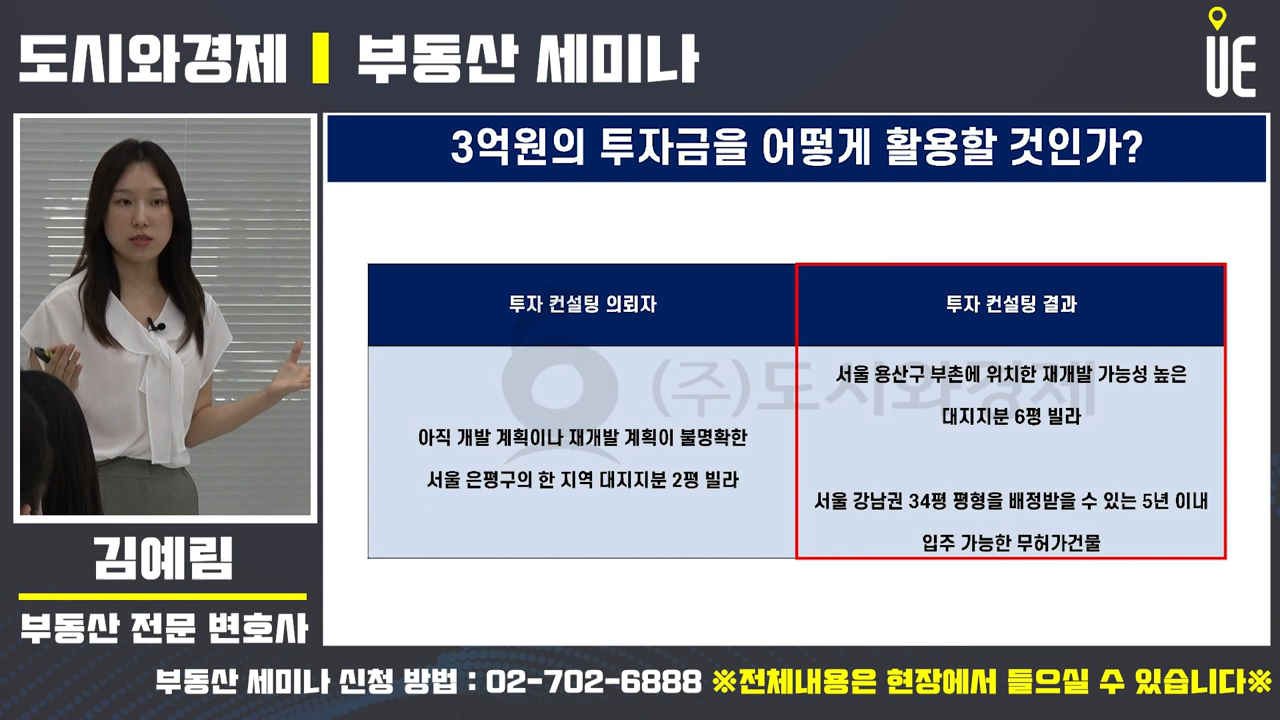 도시와경제 부동산 세미나
UE
3억원의 투자금을 어떻게 활용할 것인가?
투자 컨설팅 의뢰자
투자 컨설팅 결과
아직 개발 계획이나 재개발 계획이 불명확한
서울 은평구의 한 지역 대지지분 2평 빌라
서울 용산구 부촌에 위치한 재개발 가능성 높은
대지지분 6평 빌라
서울 강남권 34평 평형을 배정받을 수 있는 5년 이내
입주 가능한 무허가건물
(주)도시와경제
김예림
부동산 전문 변호사
부동산 세미나 신청 방법 : 02-702-6888 ※전체내용은 현장에서 들으실 수 있습니다※